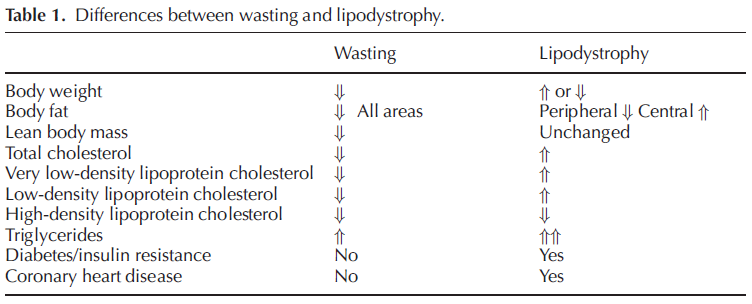 Table 1. Differences between wasting and lipodystrophy.
Wasting Lipodystrophy
Body weight ⇓ ⇑ or ⇓
Body fat ⇓ All areas Peripheral ⇓ Central ⇑
Lean body mass ⇓ Unchanged
Total cholesterol ⇓ ⇑
Very low-density lipoprotein cholesterol ⇓ ⇑
Low-density lipoprotein cholesterol ⇓ ⇑
High-density lipoprotein cholesterol ⇓ ⇓
Triglycerides ⇑ ⇑⇑
Diabetes/insulin resistance No Yes
Coronary heart disease No Yes